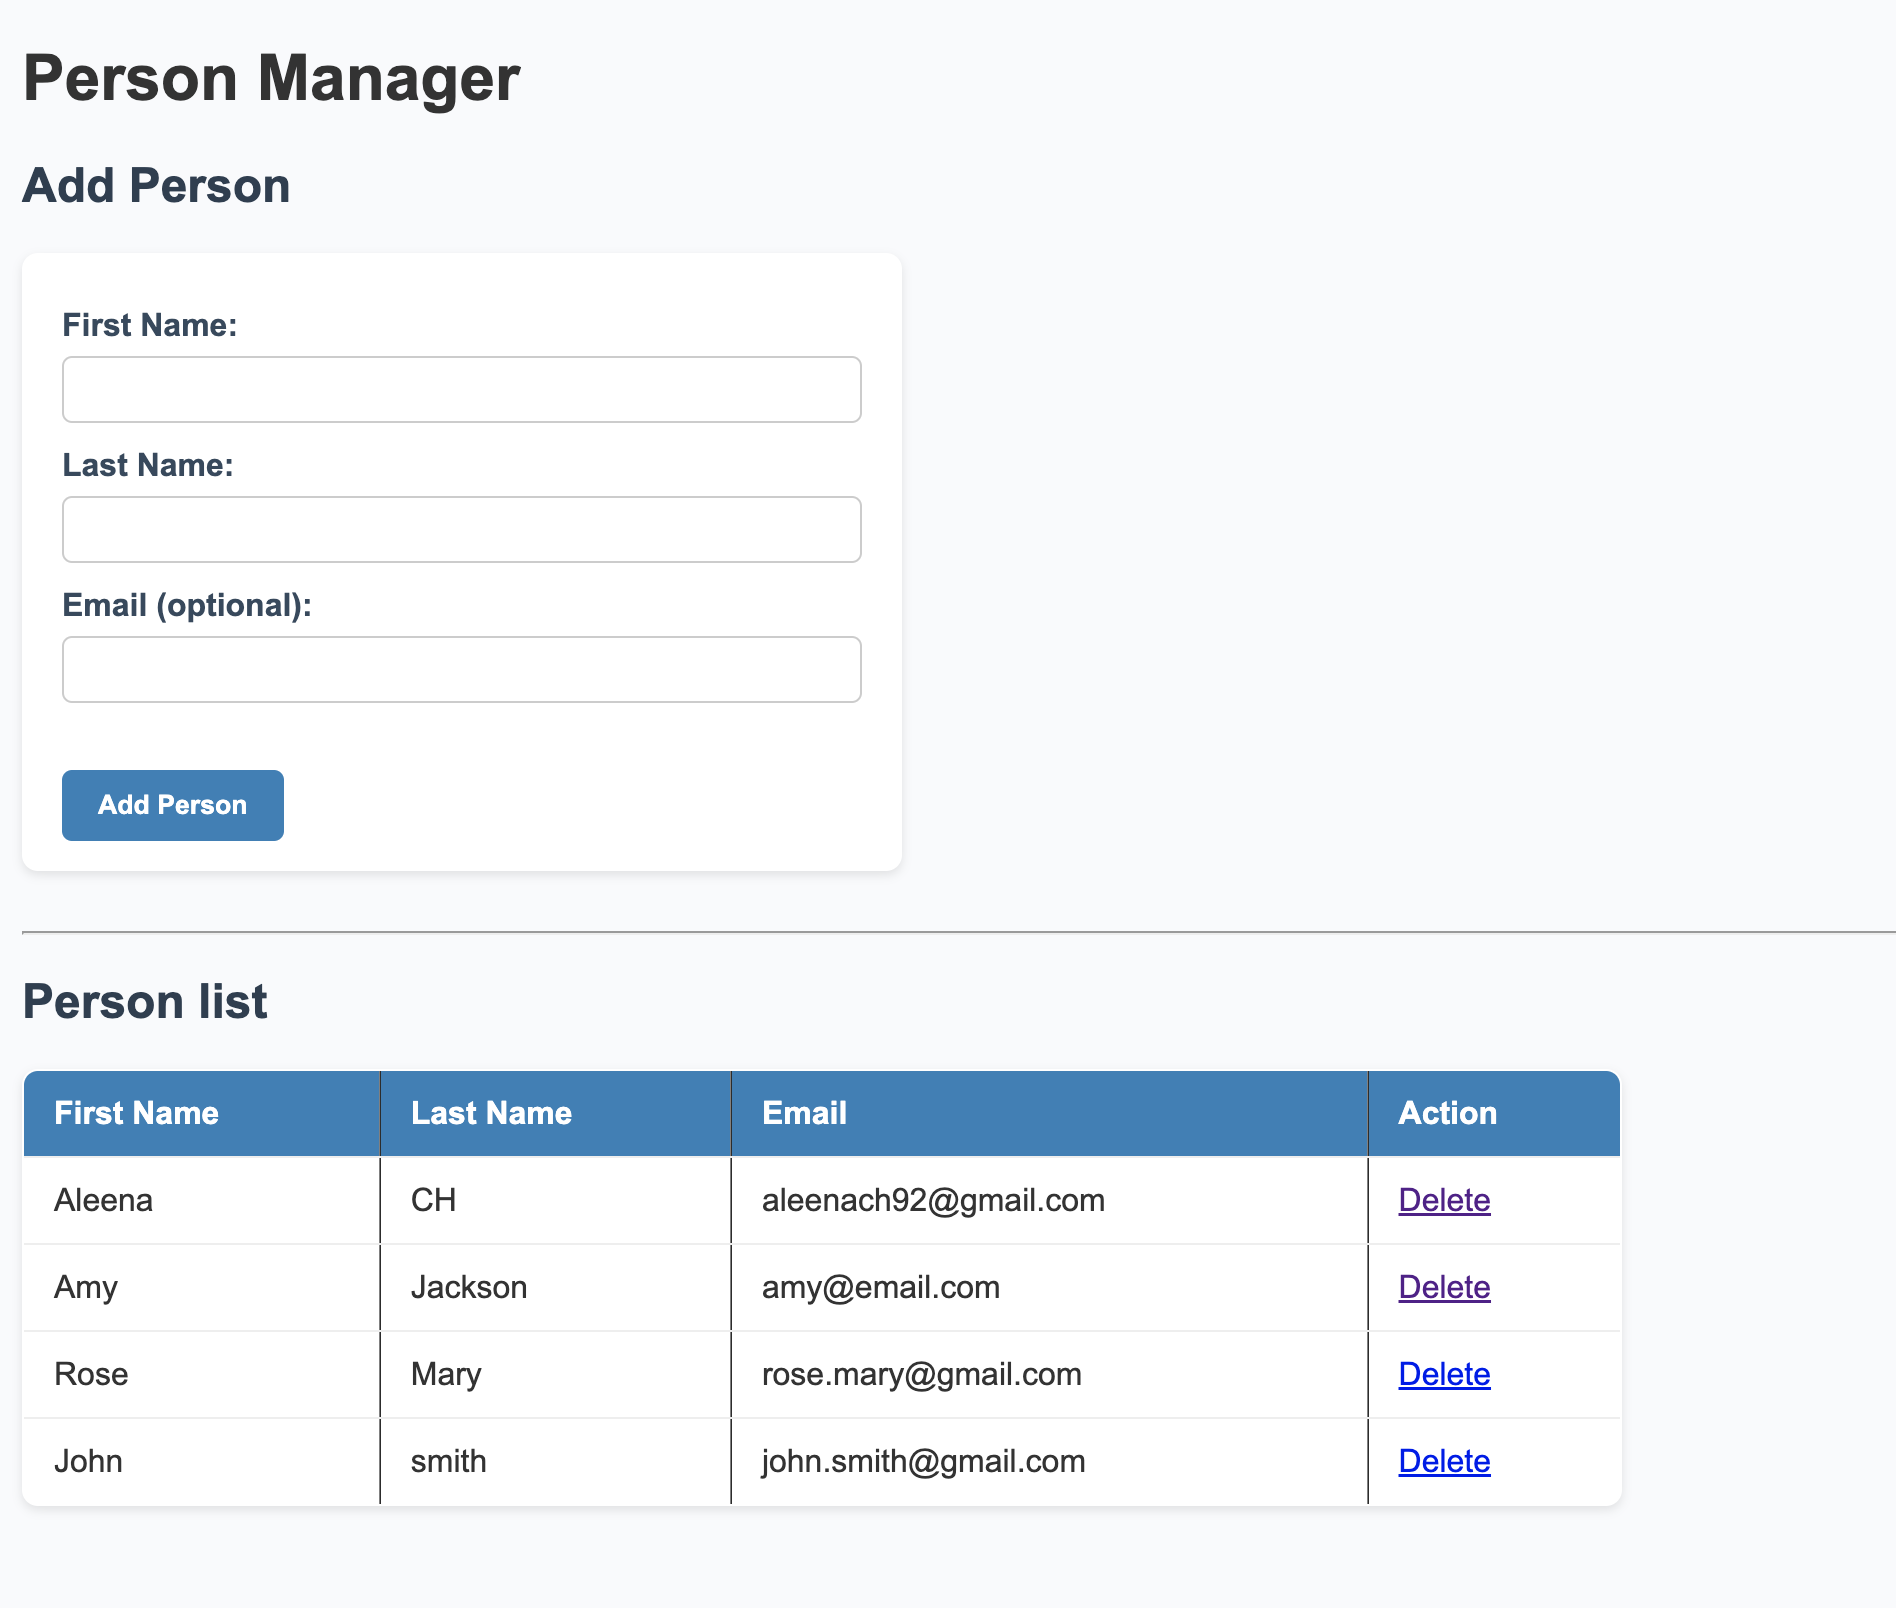 Person Manager
Add Person
First Name:
Last Name:
Email (optional):
Add Person
Person list
First Name Last Name Email Action
Aleena CH aleenach92@gmail.com Delete
Amy Jackson amy@email.com Delete
Rose Mary rose.mary@gmail.com Delete
John smith john.smith@gmail.com Delete